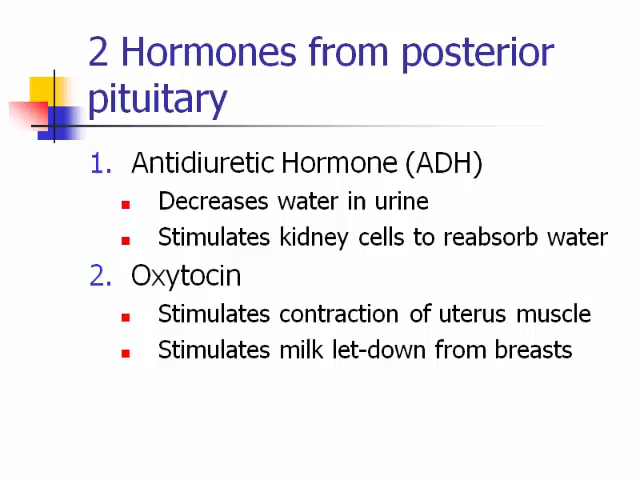 2 Hormones from posterior
pituitary
1. Antidiuretic Hormone (ADH)
■ Decreases water in urine
■ Stimulates kidney cells to reabsorb water
2. Oxytocin
■ Stimulates contraction of uterus muscle
■ Stimulates milk let-down from breasts